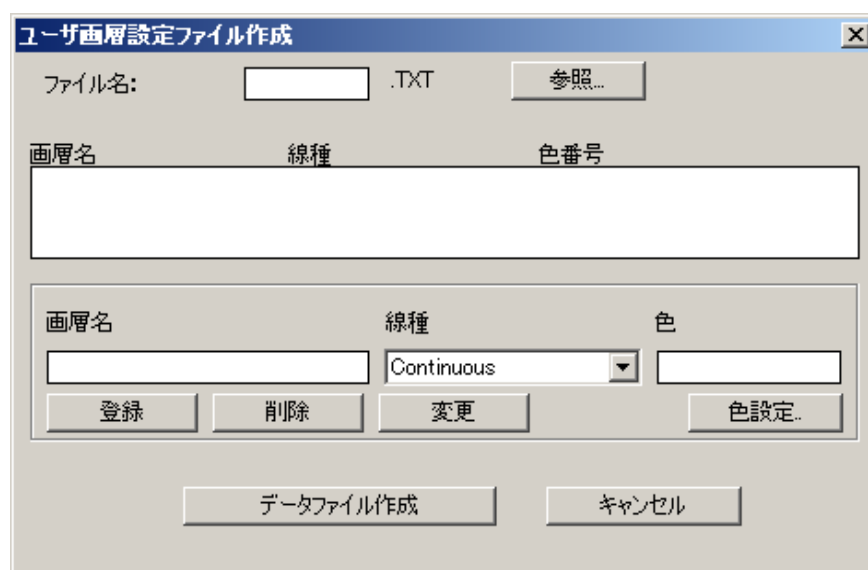 ユーザ画層設定ファイル作成
ファイル名: .TXT 参照...
画層名 線種 色番号
画層名 線種 色
Continuous
登録 削除 変更 色設定..
データファイル作成 キャンセル